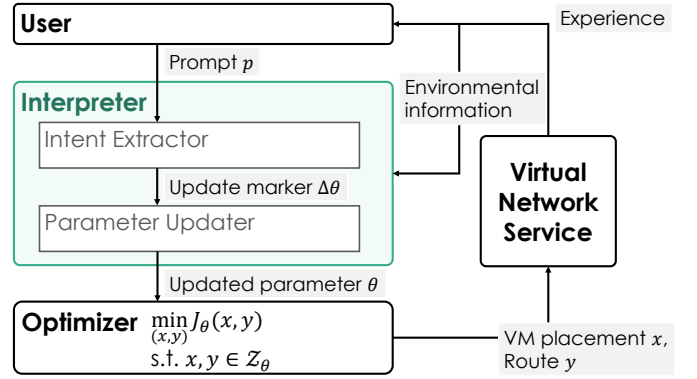 User
Experience
Prompt p
Environmental
information
Interpreter
Intent Extractor
Update marker Δθ
Parameter Updater
Virtual
Network
Service
Updated parameter θ
Optimizer min J_θ(x, y)
(x,y)
s.t. x, y ∈ Z_θ
VM placement x,
Route y